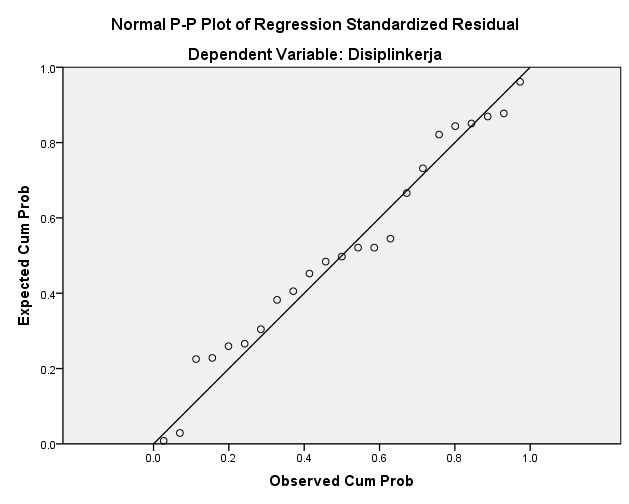 Normal P-P Plot of Regression Standardized Residual
Dependent Variable: Disiplinkerja
1.0
0.8
0.6
0.4
0.2
0.0
Expected Cum Prob
0.0 0.2 0.4 0.6 0.8 1.0
Observed Cum Prob